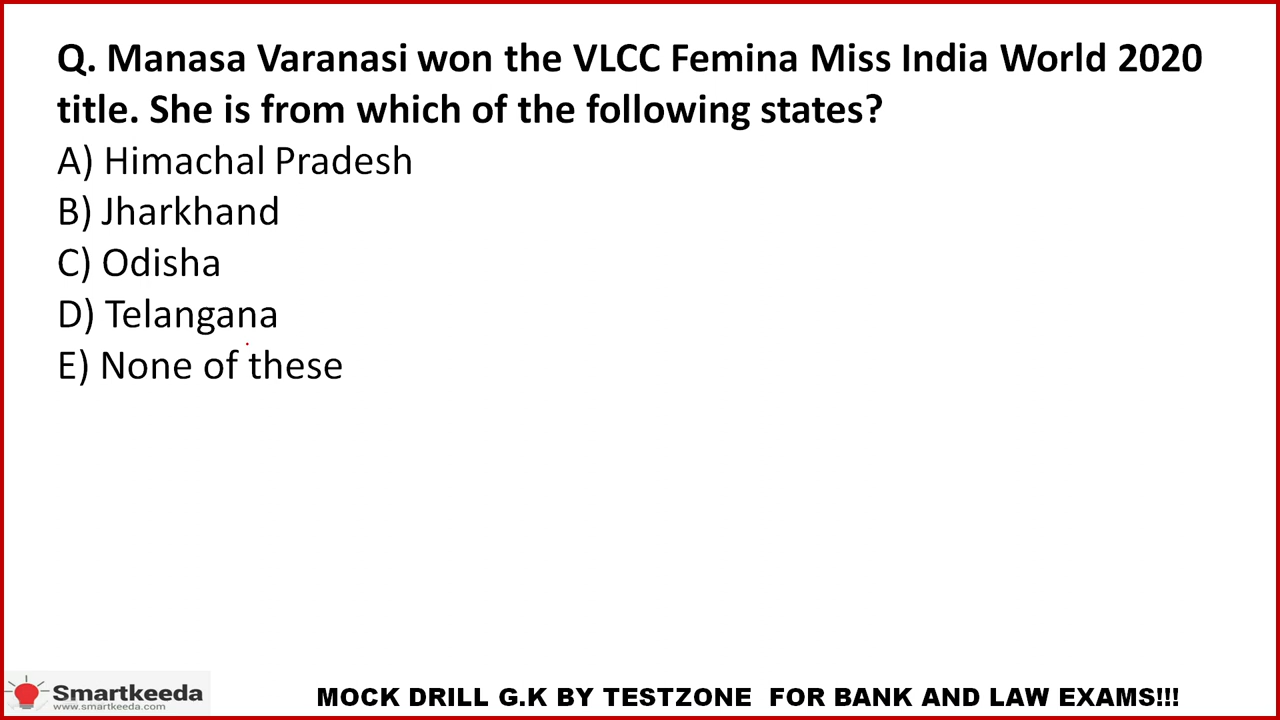 Q. Manasa Varanasi won the VLCC Femina Miss India World 2020
title. She is from which of the following states?
A) Himachal Pradesh
B) Jharkhand
C) Odisha
D) Telangana
E) None of these
Smartkeeda
www.smartkeeda.com
MOCK DRILL G.K BY TESTZONE FOR BANK AND LAW EXAMS!!!